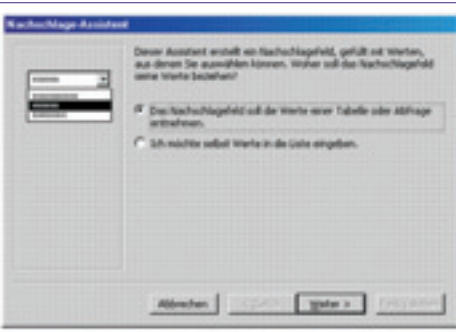 Nachschlage-Assistent
Dieser Assistent erstellt ein Nachschlagefeld, gefüllt mit Werten,
aus denen Sie auswählen können. Woher soll das Nachschlagefeld
seine Werte beziehen?
Das Nachschlagefeld soll die Werte einer Tabelle oder Abfrage
entnehmen.
Ich möchte selbst Werte in die Liste eingeben.
Abbrechen
Weiter >